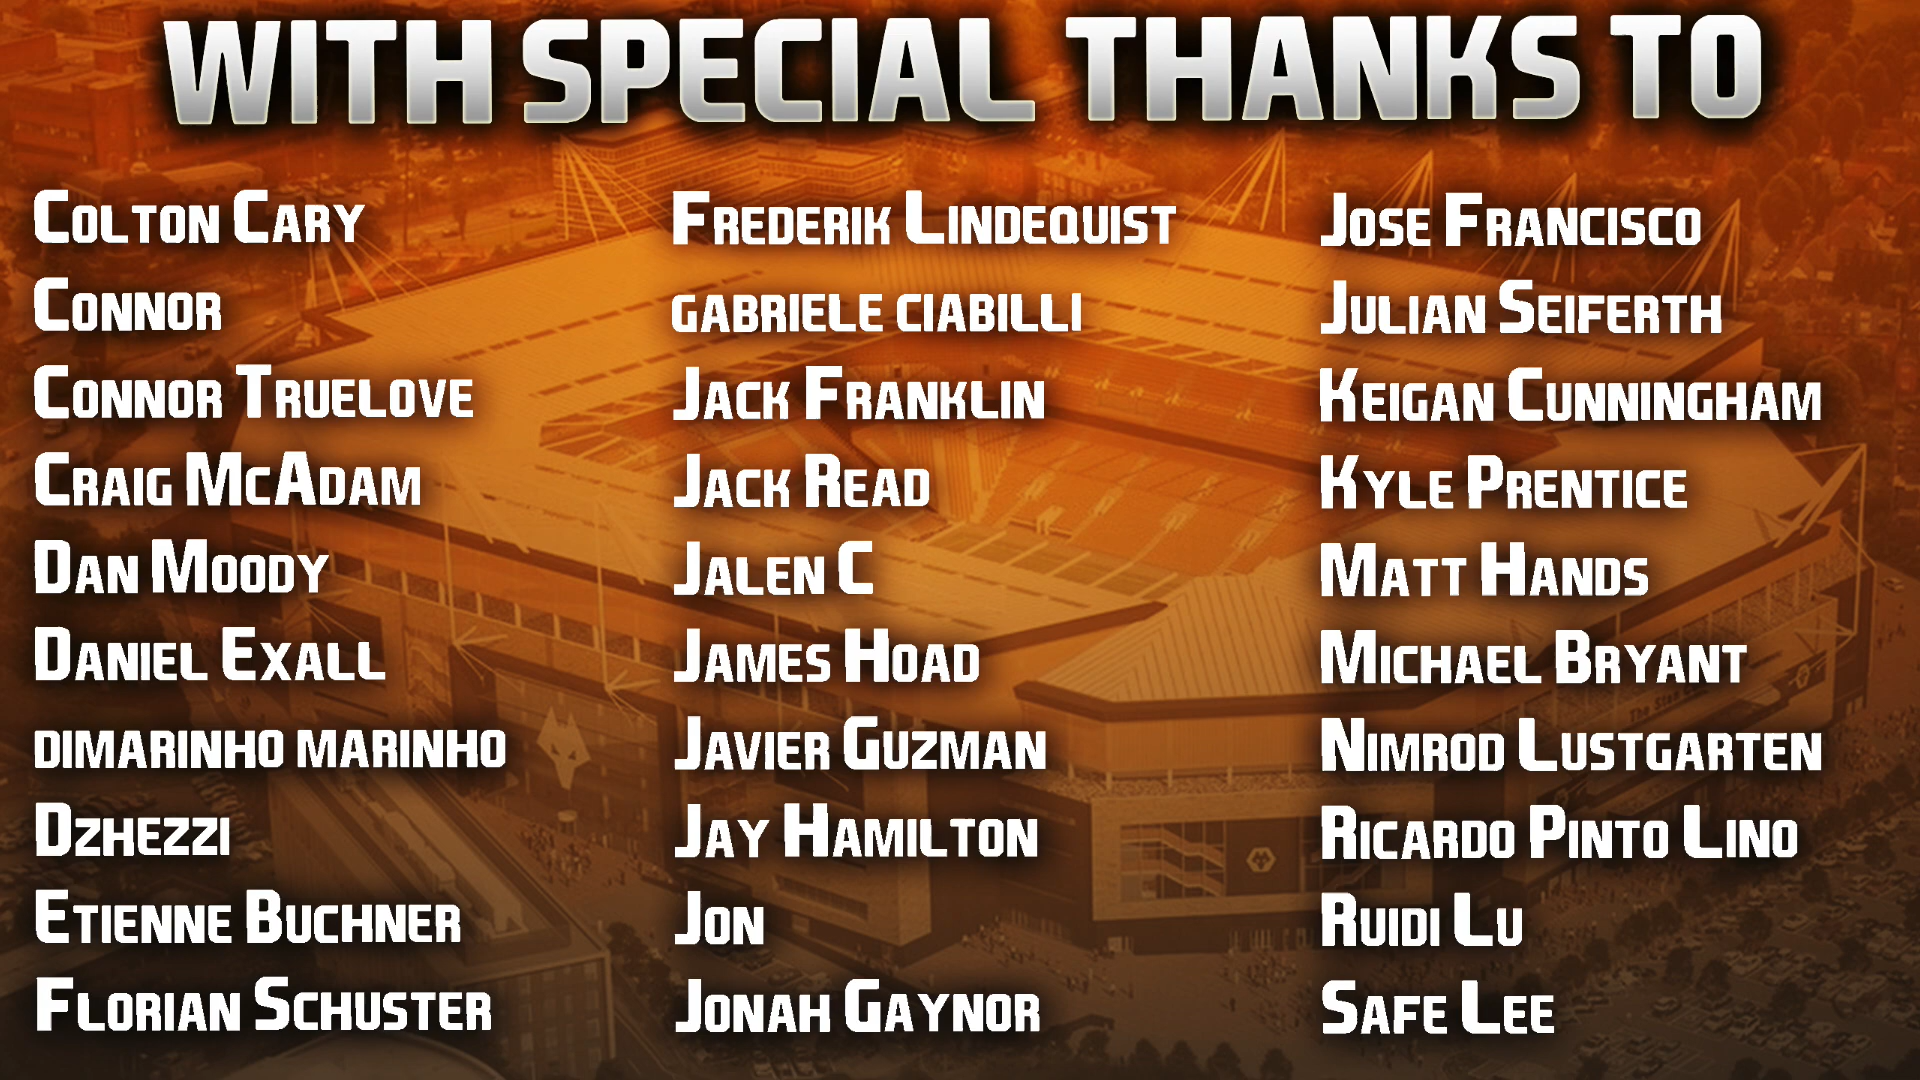 WITH SPECIAL THANKS TO
Colton Cary
Connor
Connor Truelove
Craig McAdam
Dan Moody
Daniel Exall
dimarinho marinho
Dzhezzi
Etienne Buchner
Florian Schuster
Frederik Lindequist
gabriele ciabilli
Jack Franklin
Jack Read
Jalen C
James Hoad
Javier Guzman
Jay Hamilton
Jon
Jonah Gaynor
Jose Francisco
Julian Seiferth
Keigan Cunningham
Kyle Prentice
Matt Hands
Michael Bryant
Nimrod Lustgarten
Ricardo Pinto Lino
Ruidi Lu
Safe Lee